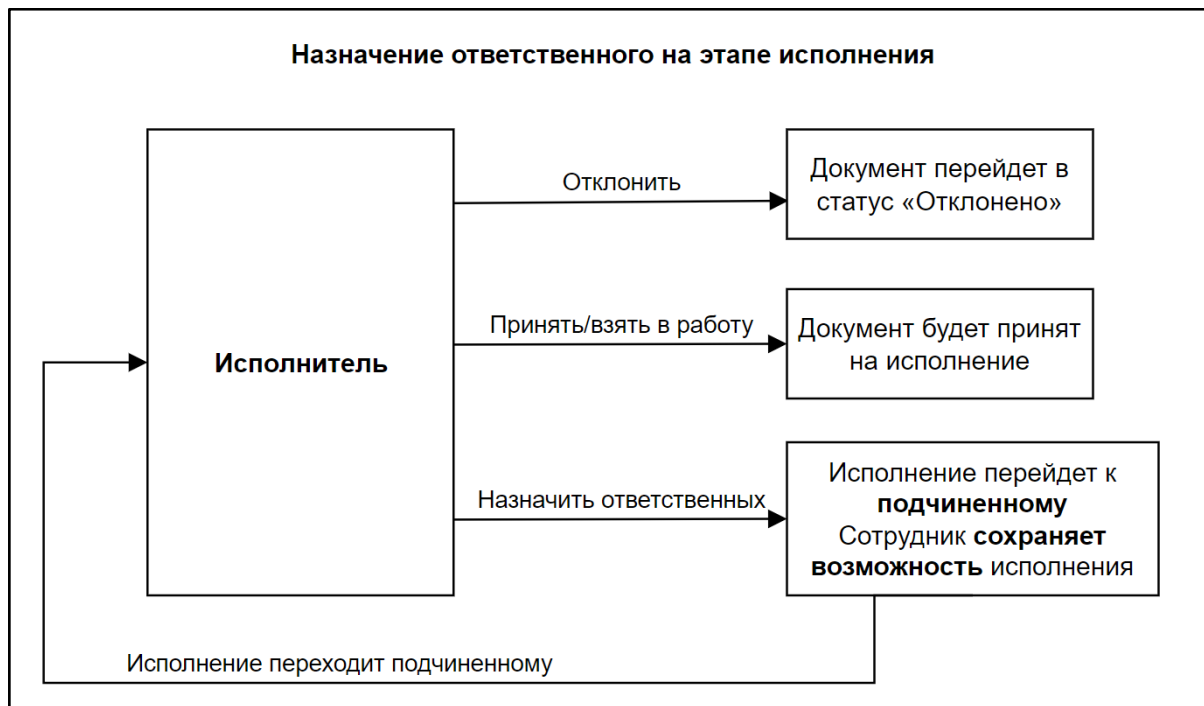 Назначение ответственного на этапе исполнения
Отклонить
Документ перейдет в
статус «Отклонено»
Принять/взять в работу
Документ будет принят
на исполнение
Исполнитель
Назначить ответственных
Исполнение перейдет к
подчиненному
Сотрудник сохраняет
возможность исполнения
Исполнение переходит подчиненному